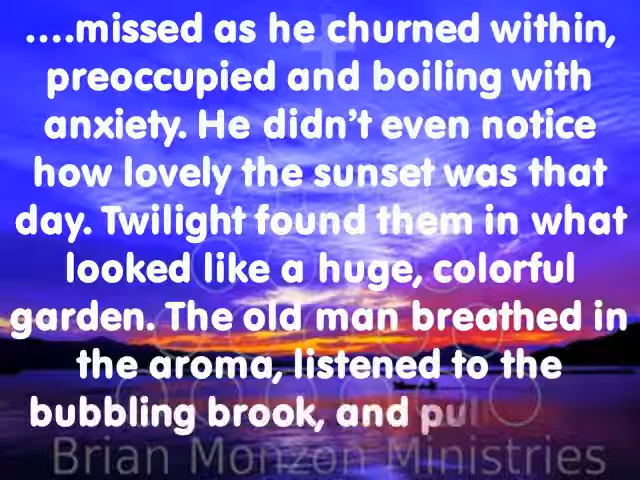 ....missed as he churned within,
preoccupied and boiling with
anxiety. He didn’t even notice
how lovely the sunset was that
day. Twilight found them in what
looked like a huge, colorful
garden. The old man breathed in
the aroma, listened to the
bubbling brook, and pul
Brian Monzon Ministries